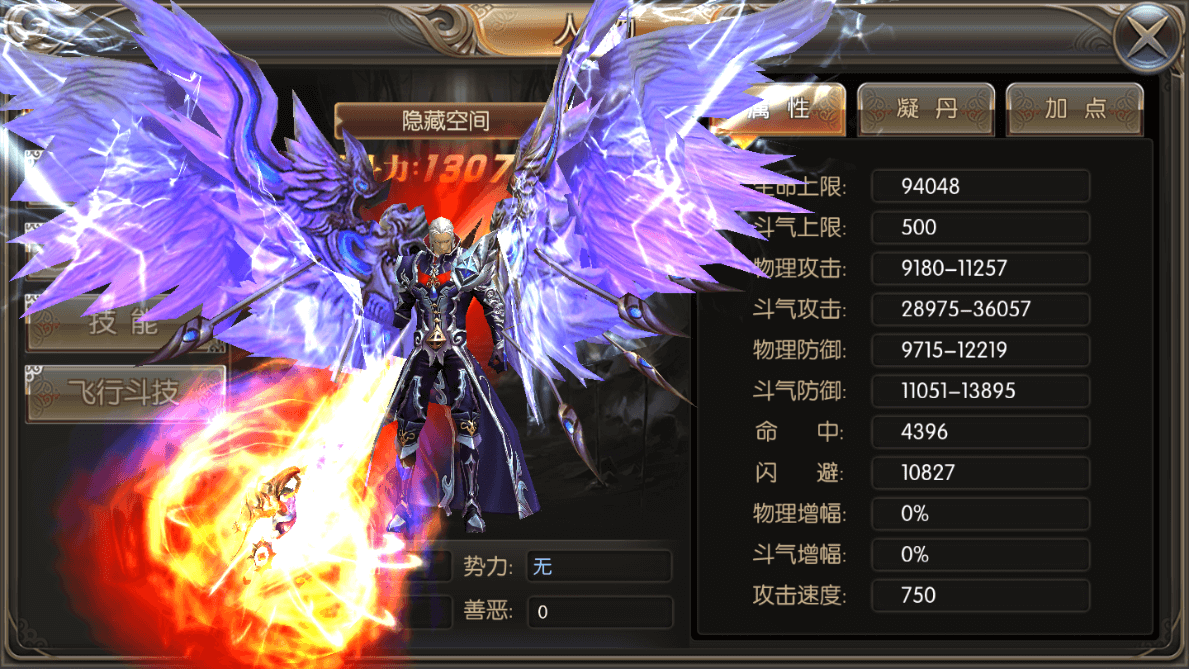 人
隐藏空间
力:1307
属 性
凝 丹
加 点
技 能
飞行斗技
生命上限: 94048
斗气上限: 500
物理攻击: 9180-11257
斗气攻击: 28975-36057
物理防御: 9715-12219
斗气防御: 11051-13895
命 中: 4396
闪 避: 10827
物理增幅: 0%
斗气增幅: 0%
攻击速度: 750
势力: 无
善恶: 0